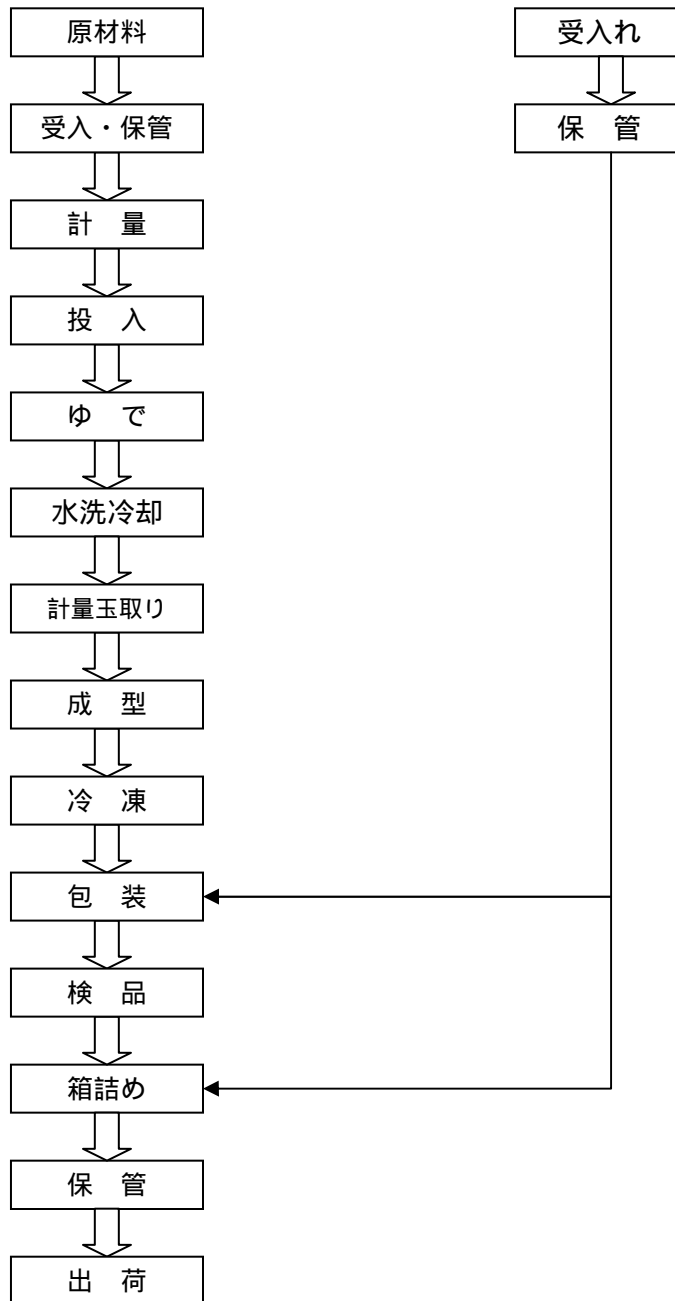 原材料
受入・保管
計　量
投　入
ゆ　で
水洗冷却
計量玉取り
成　型
冷　凍
包　装
検　品
箱詰め
保　管
出　荷
受入れ
保　管